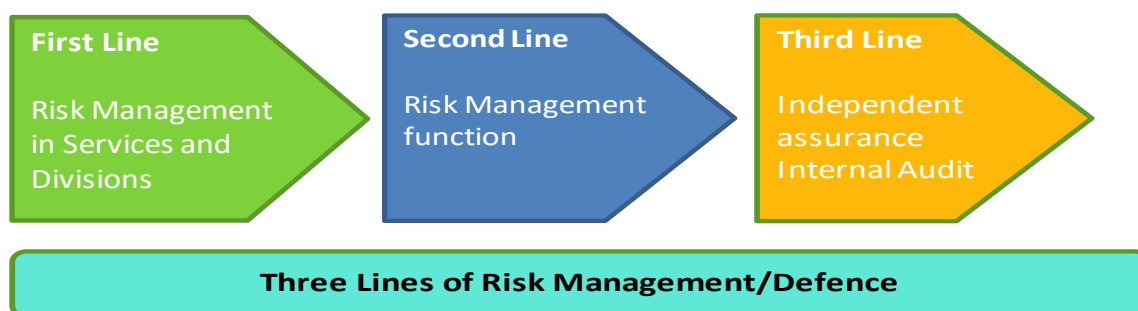 First Line
Risk Management
in Services and
Divisions
Second Line
Risk Management
function
Third Line
Independent
assurance
Internal Audit
Three Lines of Risk Management/Defence